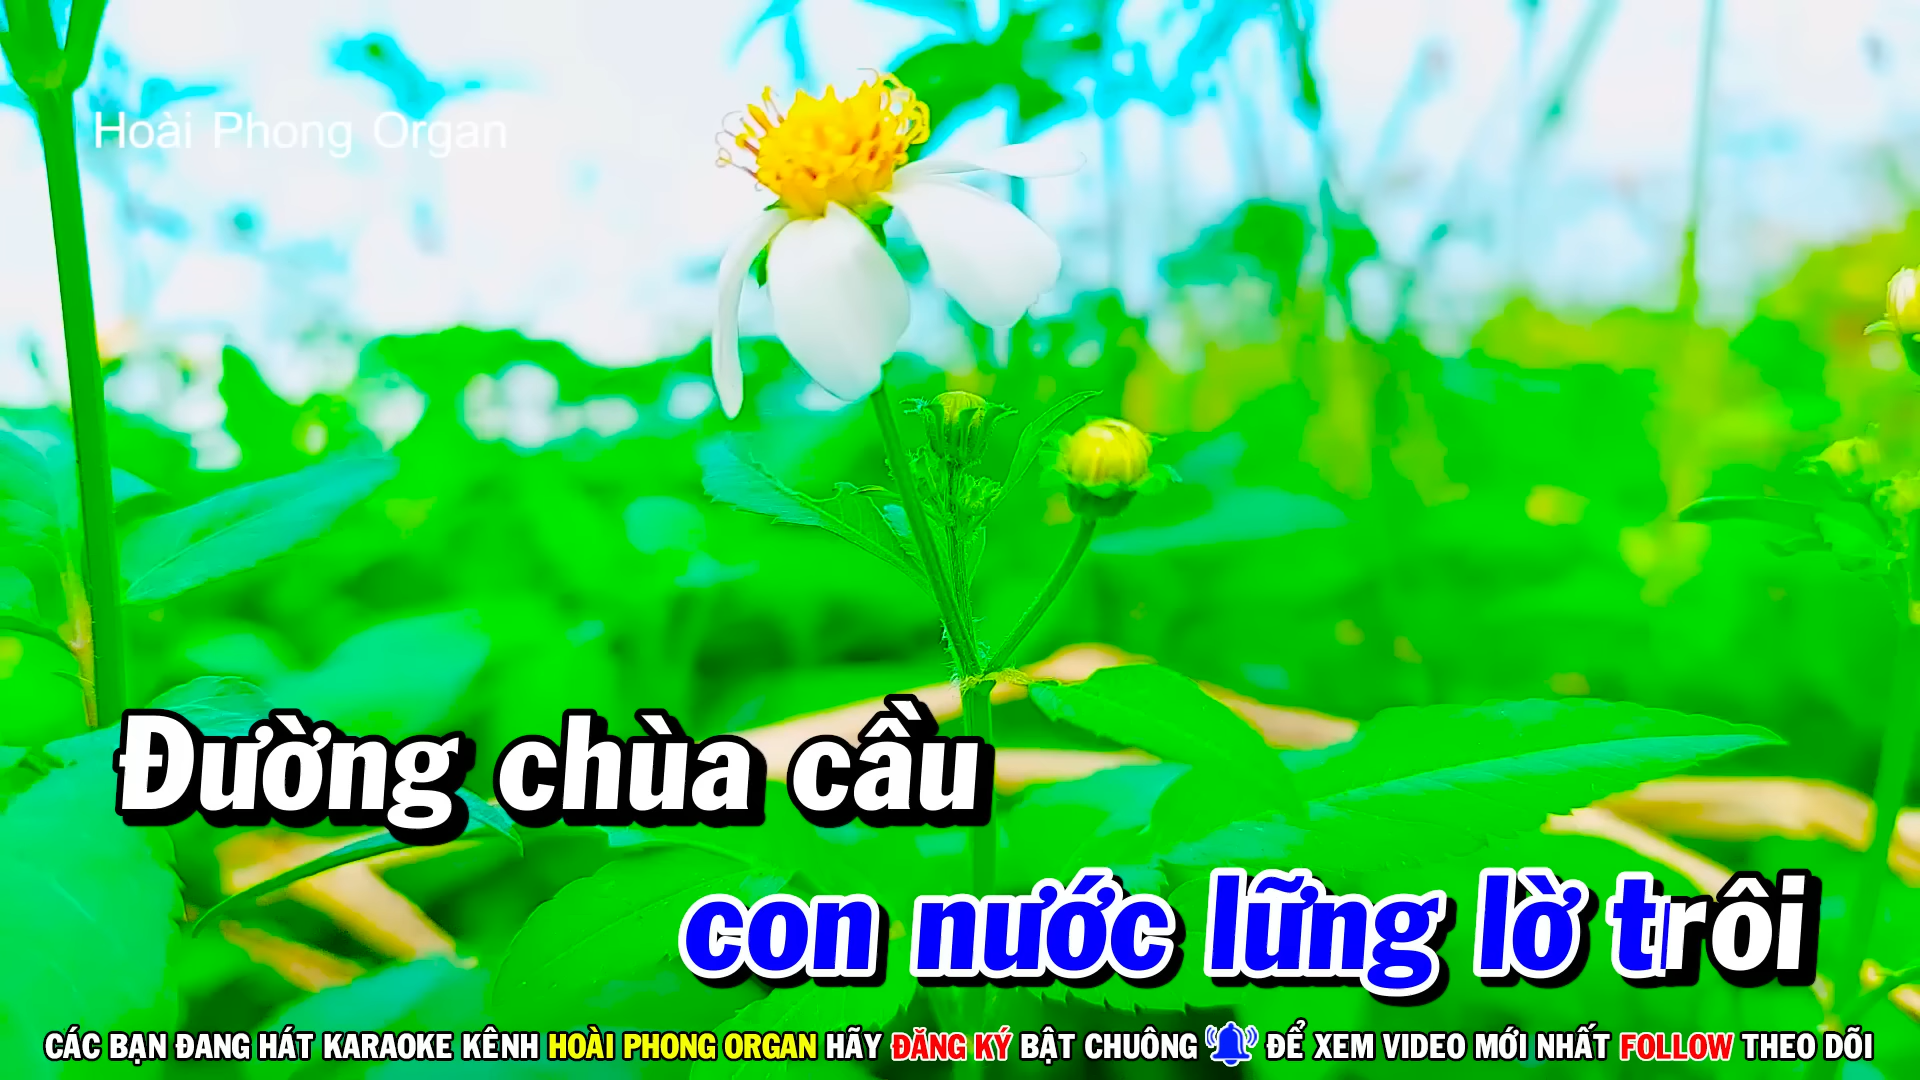 Hoài Phong Organ
Đường chùa cầu
con nước lững lờ trôi
CÁC BẠN ĐANG HÁT KARAOKE KÊNH HOÀI PHONG ORGAN HÃY ĐĂNG KÝ BẬT CHUÔNG ĐỂ XEM VIDEO MỚI NHẤT FOLLOW THEO DÕI